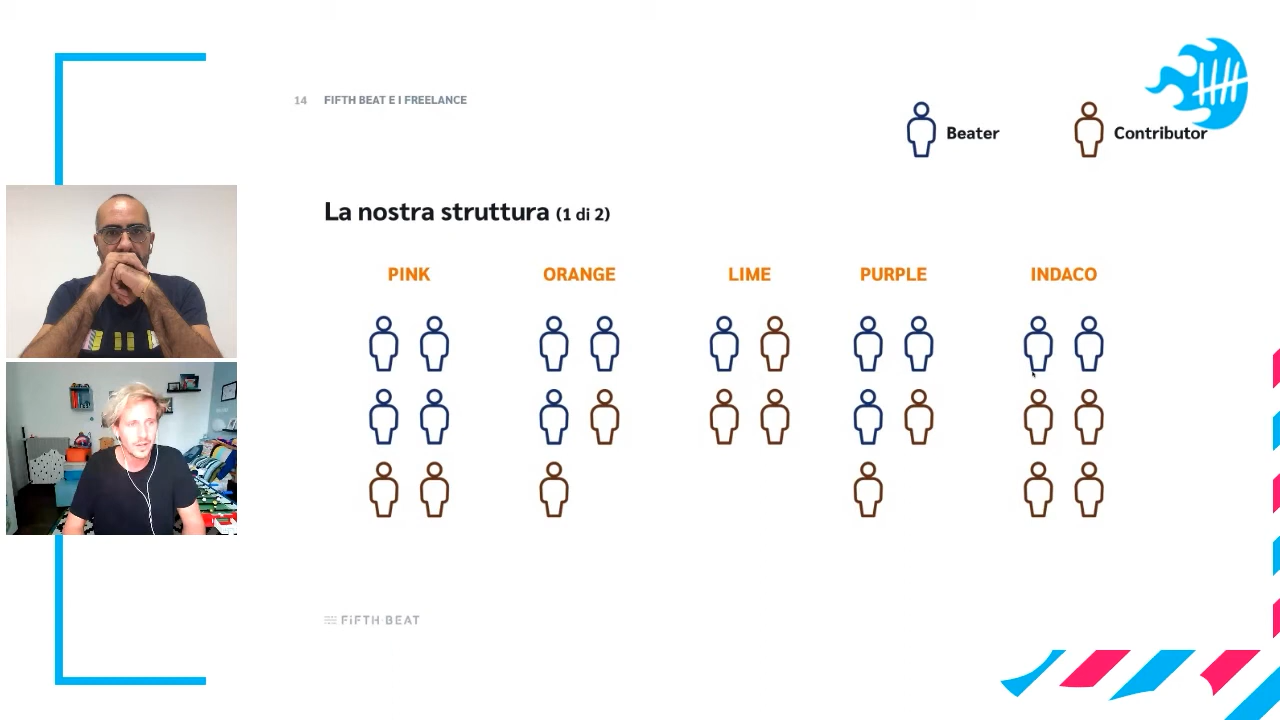 14 FIFTH BEAT E I FREELANCE
Beater Contributor
La nostra struttura (1 di 2)
PINK ORANGE LIME PURPLE INDACO
FiFTH BEAT